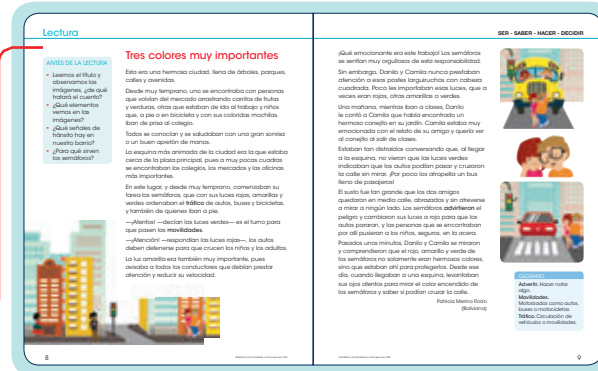 Lectura
ANTES DE LA LECTURA
• Leemos el título y
observamos las
imágenes, ¿de qué
tratará el cuento?
• ¿Qué elementos
vemos en las
imágenes?
• ¿Qué señales de
tránsito hay en
nuestro barrio?
• ¿Para qué sirven
los semáforos?
Tres colores muy importantes
Esta era una hermosa ciudad, llena de árboles, parques,
calles y avenidas.
Desde muy temprano, uno se encontraba con personas
que volvían del mercado arrastrando carritos de frutas
y verduras, otras que estaban de ida al trabajo y niños
que, a pie o en bicicleta y con sus coloridas mochilas,
iban de prisa al colegio.
Todos se conocían y se saludaban con una gran sonrisa
o un buen apretón de manos.
La esquina más animada de la ciudad era la que estaba
cerca de la plaza principal, pues a muy pocas cuadras
se encontraban los colegios, los mercados y las oficinas
más importantes.
En este lugar, y desde muy temprano, comenzaban su
tarea los semáforos, que con sus luces rojas, amarillas y
verdes ordenaban el tráfico de autos, buses y bicicletas,
y también de quienes iban a pie.
—¡Atentos! —decían las luces verdes— es el turno para
que pasen las movilidades.
—¡Atención! —respondían las luces rojas—, los autos
deben detenerse para que crucen los niños y los adultos.
La luz amarilla era también muy importante, pues
avisaba a todos los conductores que debían prestar
atención y reducir su velocidad.
8
SER - SABER - HACER - DECIDIR
¡Qué emocionante era este trabajo! Los semáforos
se sentían muy orgullosos de esta responsabilidad.
Sin embargo, Danilo y Camila nunca prestaban
atención a esos postes larguiruchos con cabeza
cuadrada. Poco les importaban esas luces, que a
veces eran rojas, otras amarillas o verdes.
Una mañana, mientras iban a clases, Danilo
le contó a Camila que había encontrado un
hermoso conejito en su jardín. Camila estaba muy
emocionada con el relato de su amigo y quería ver
al conejito al salir de clases.
Estaban tan distraídos conversando que, al llegar
a la esquina, no vieron que las luces verdes
indicaban que los autos podían pasar y cruzaron
la calle sin mirar. ¡Por poco los atropella un bus
lleno de pasajeros!
El susto fue tan grande que los dos amigos
quedaron en media calle, abrazados y sin atreverse
a mirar a ningún lado. Los semáforos advirtieron el
peligro y cambiaron sus luces a rojo para que los
autos pararan, y las personas que se encontraban
por allí pusieran a los niños, seguros, en la acera.
Pasados unos minutos, Danilo y Camila se miraron
y comprendieron que el rojo, amarillo y verde de
los semáforos no solamente eran hermosos colores,
sino que estaban ahí para protegerlos. Desde ese
día, cuando llegaban a una esquina, levantaban
sus ojos atentos para mirar el color encendido de
los semáforos y saber si podían cruzar la calle.
Patricia Merino Rodo
(Boliviana)
GLOSARIO
Advertir. Hacer notar
algo.
Movilidades.
Motorizados como autos,
buses o motocicletas.
Tráfico. Circulación de
vehículos o movilidades.
9